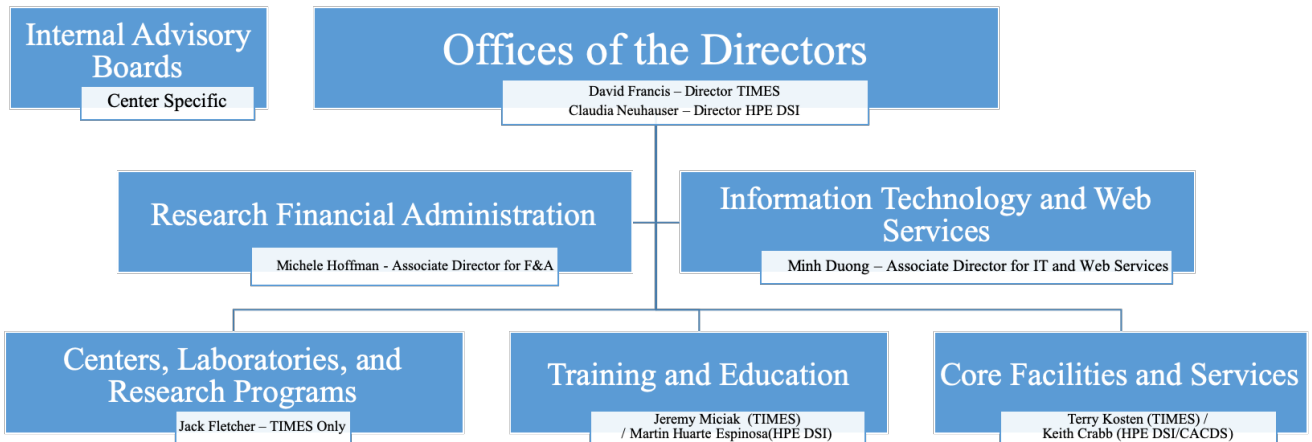 Internal Advisory
Boards
Center Specific
Offices of the Directors
David Francis – Director TIMES
Claudia Neuhauser – Director HPE DSI
Research Financial Administration
Michele Hoffman - Associate Director for F&A
Information Technology and Web
Services
Minh Duong – Associate Director for IT and Web Services
Centers, Laboratories, and
Research Programs
Jack Fletcher – TIMES Only
Training and Education
Jeremy Miciak (TIMES)
/ Martin Huarte Espinosa(HPE DSI)
Core Facilities and Services
Terry Kosten (TIMES) /
Keith Crabb (HPE DSI/CACDS)